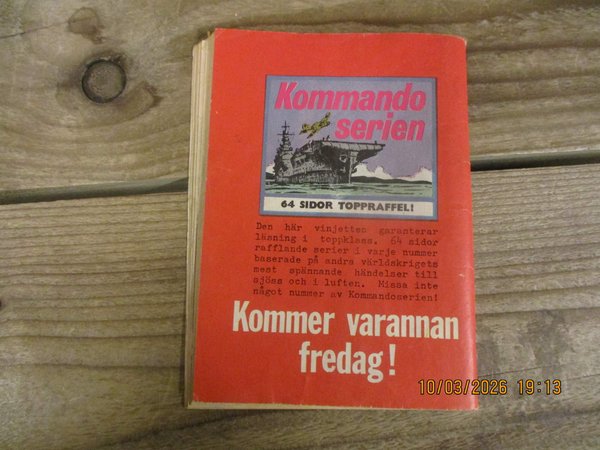 Kommando
serien
64 SIDOR TOPPRAFFEL!
Den här vinjetten garanterar
läsning i toppklass. 64 sidor
rafflande serier i varje nummer
baserade på andra världskrigets
mest spännande händelser till
sjöss och i luften. Missa inte
något nummer av Kommandoserien!
Kommer varannan
fredag!
10/03/2026 19:13